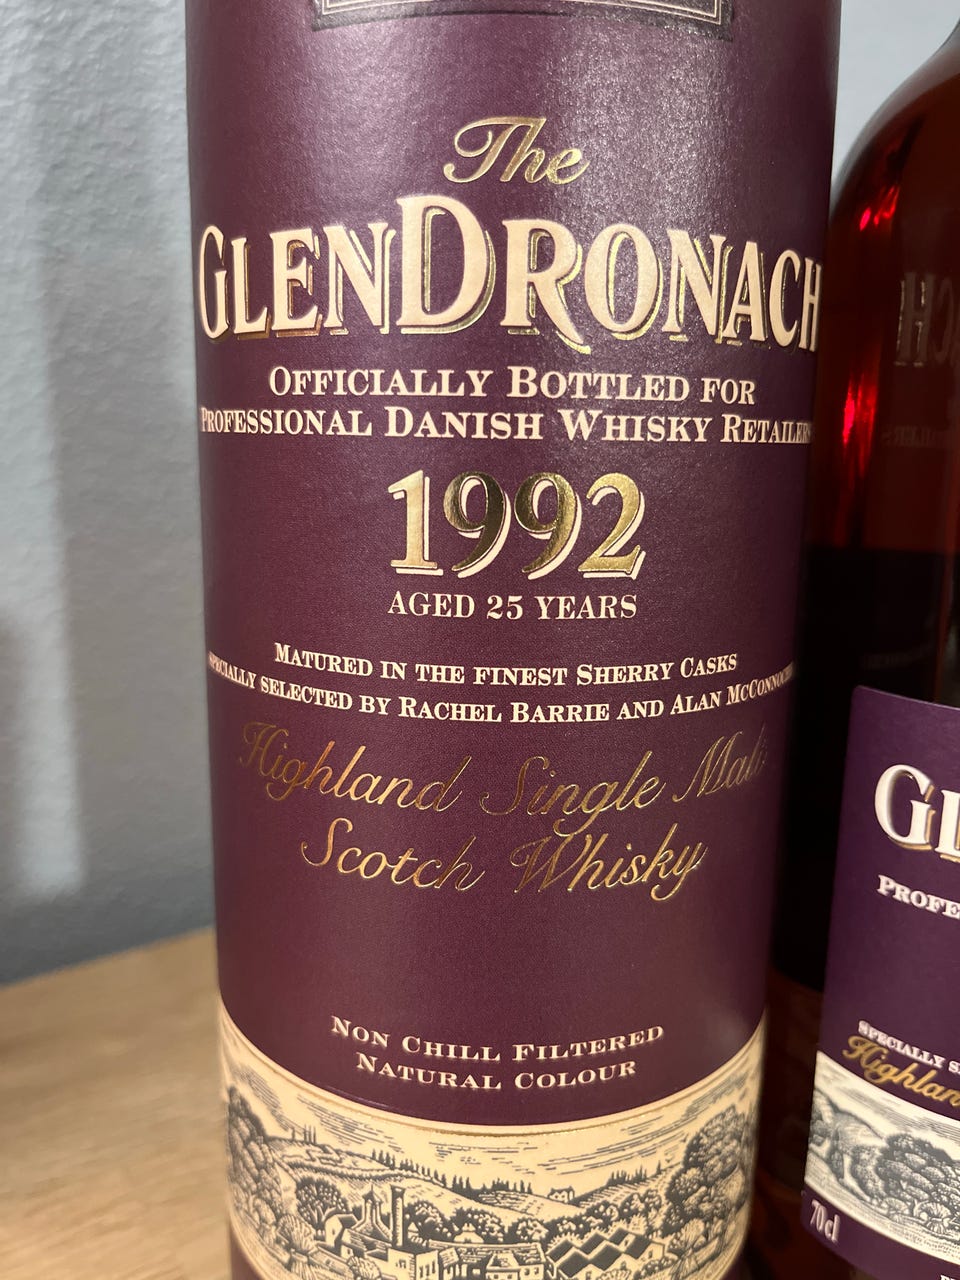 The
GLENDRONACH
OFFICIALLY BOTTLED FOR
PROFESSIONAL DANISH WHISKY RETAILERS
1992
AGED 25 YEARS
MATURED IN THE FINEST SHERRY CASKS
SPECIALLY SELECTED BY RACHEL BARRIE AND ALAN MCCONNOCHIE
Highland Single Malt
Scotch Whisky
NON CHILL FILTERED
NATURAL COLOUR
GL
PROFE
SPECIALLY S
Highlan
70cl